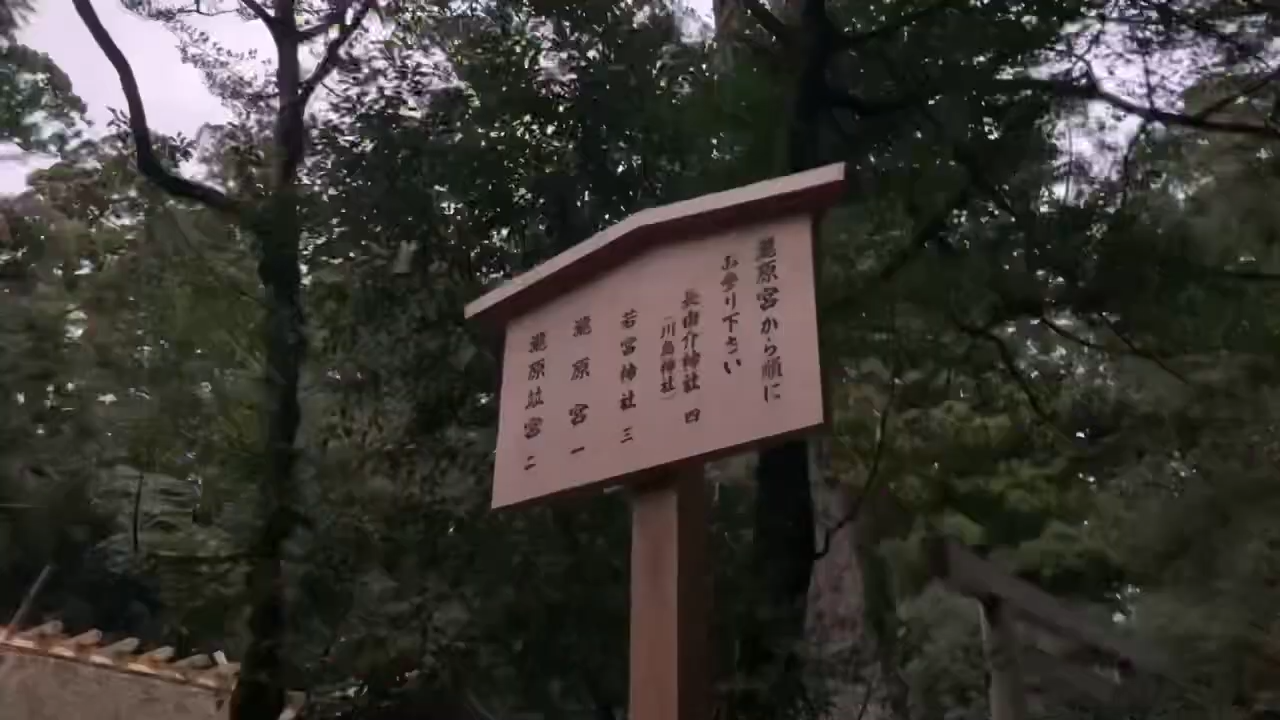 瀧原宮から順に
お参り下さい
長由介神社 四
（川島神社）
若宮神社 三
瀧原宮 一
瀧原竝宮 二